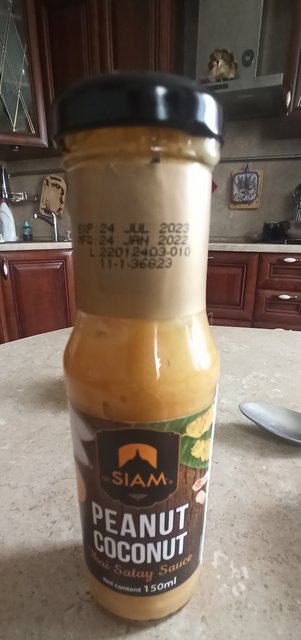 EXP:24 JUL 2023
MFG:24 JAN 2022
L.22012403-010
11-1-36823
SIAM
PEANUT
COCONUT
Thai Satay Sauce
Net content 150ml